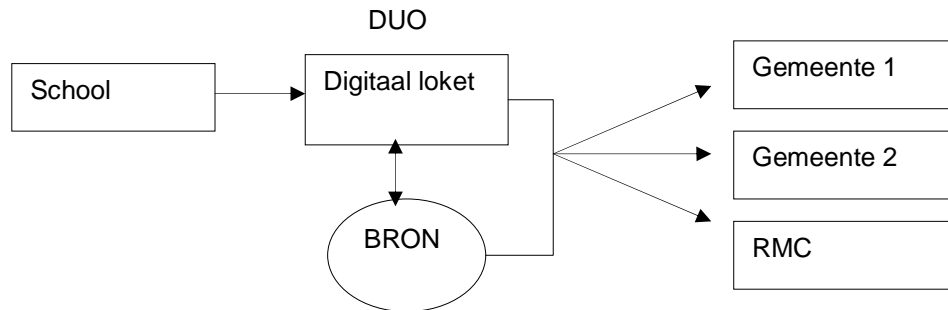 DUO
School
Digitaal loket
BRON
Gemeente 1
Gemeente 2
RMC